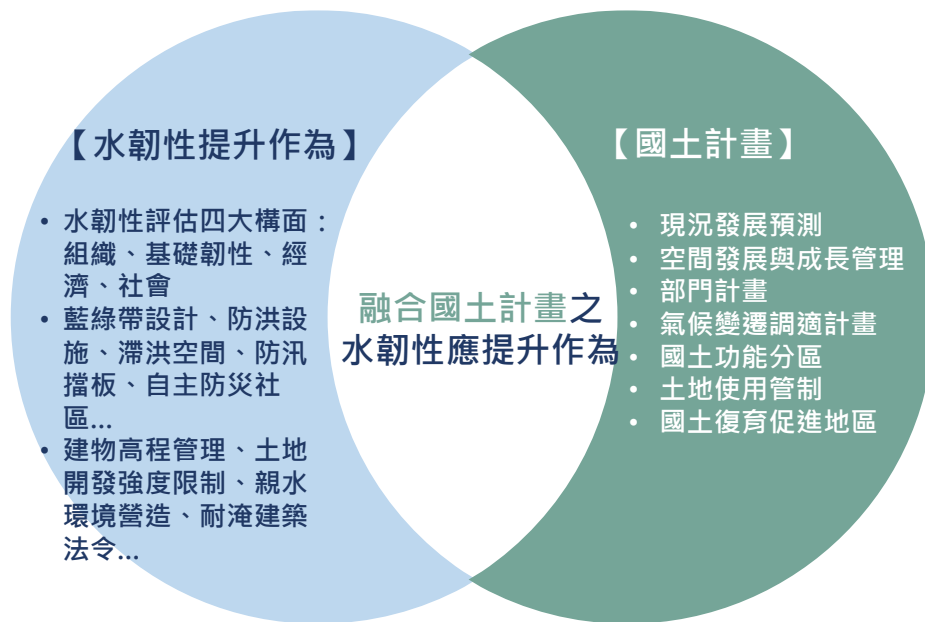 【水韌性提升作為】
• 水韌性評估四大構面：
組織、基礎韌性、經
濟、社會
• 藍綠帶設計、防洪設
施、滯洪空間、防汛
擋板、自主防災社
區...
• 建物高程管理、土地
開發強度限制、親水
環境營造、耐淹建築
法令...
融合國土計畫之
水韌性應提升作為
【國土計畫】
• 現況發展預測
• 空間發展與成長管理
• 部門計畫
• 氣候變遷調適計畫
• 國土功能分區
• 土地使用管制
• 國土復育促進地區